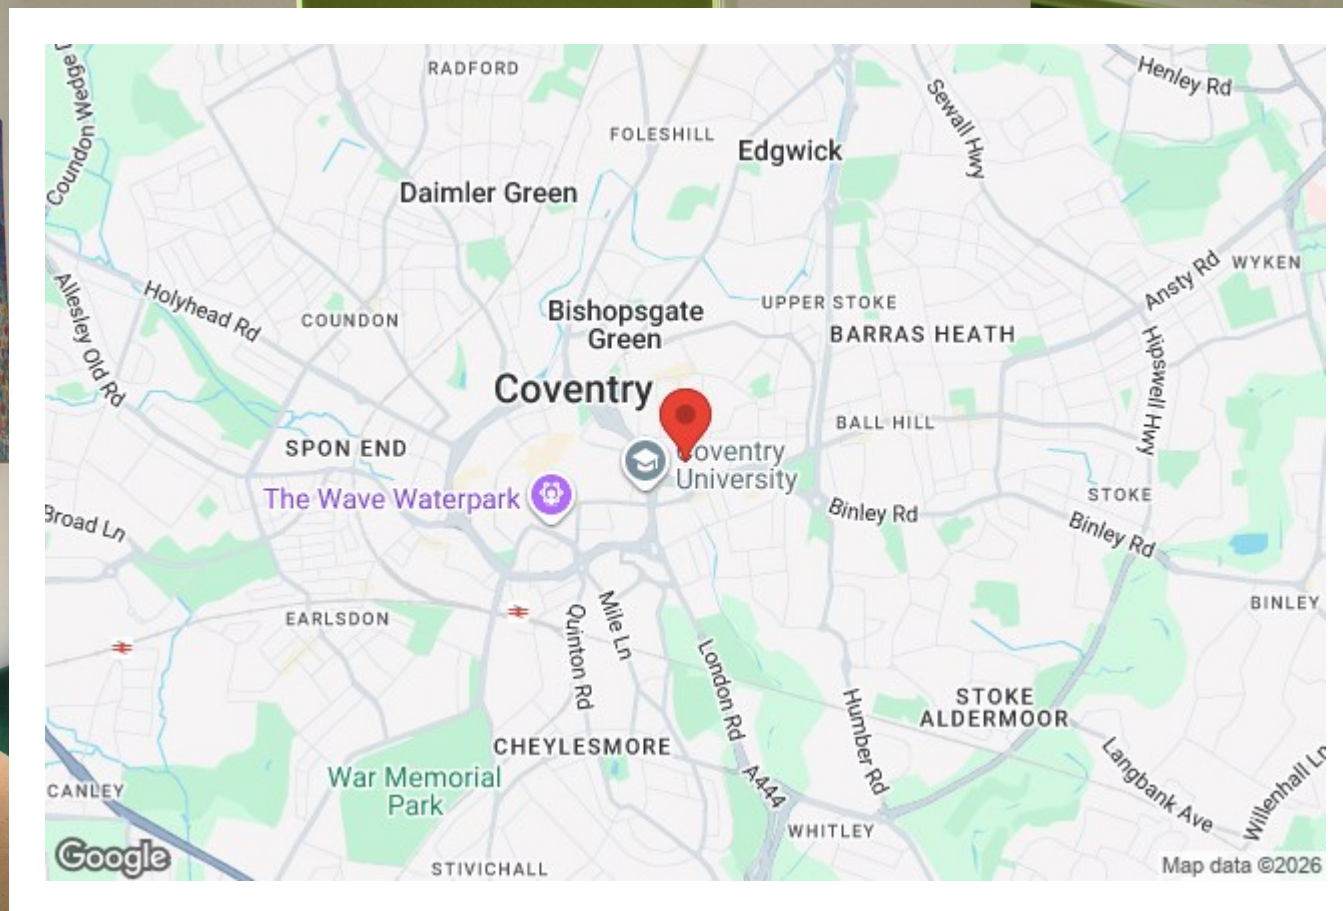 RADFORD
Henley Rd
Coundon Wedge D
Sewall Hwy
FOLESHILL
Edgwick
Daimler Green
Ansty Rd
WYKEN
Allesley Old Rd
Holyhead Rd
COUNDON
Bishopsgate
Green
UPPER STOKE
BARRAS HEATH
Hipswell Hwy
Coventry
BALL HILL
SPON END
Coventry
University
The Wave Waterpark
STOKE
Binley Rd
Binley Rd
Broad Ln
EARLSDON
BINLEY
Quinton Rd
Mile Ln
London Rd
Humber Rd
STOKE
ALDERMOOR
CHEYLESMORE
War Memorial
Park
A444
Langbank Ave
Willenhall Ln
CANLEY
WHITLEY
STIVICHALL
Google
Map data ©2026